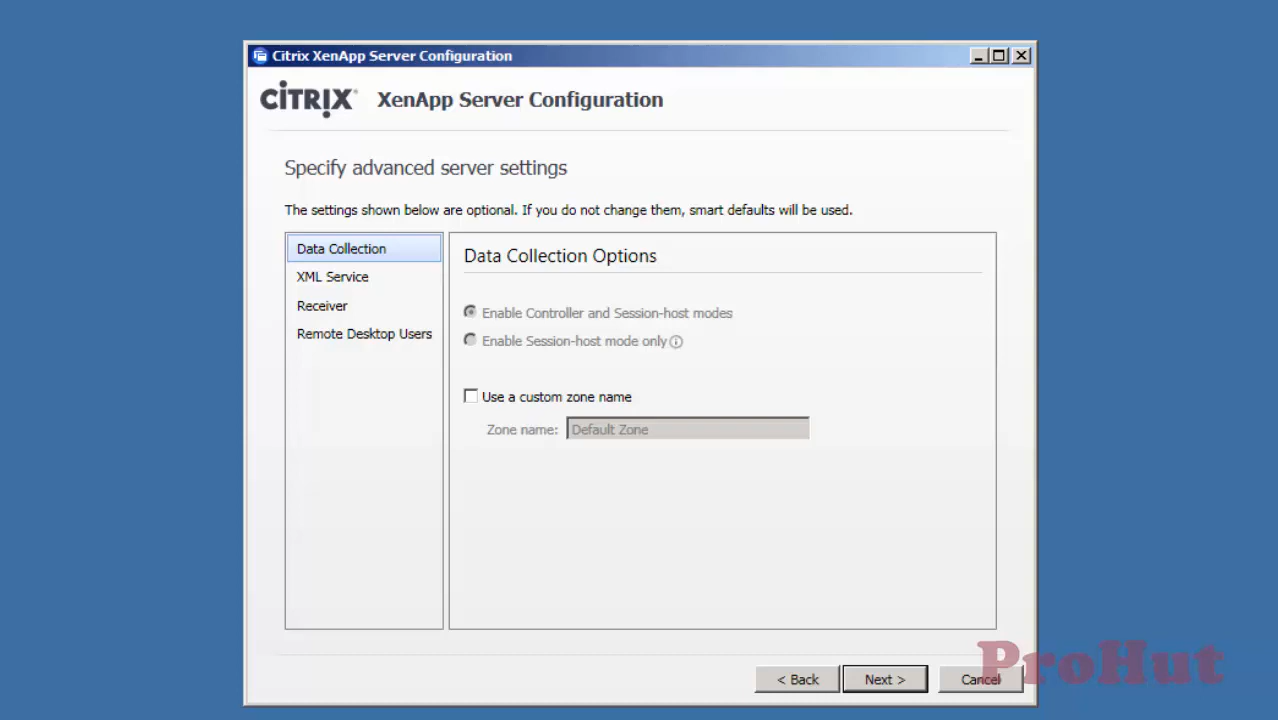 Citrix XenApp Server Configuration
CİTRIX® XenApp Server Configuration
Specify advanced server settings
The settings shown below are optional. If you do not change them, smart defaults will be used.
Data Collection
XML Service
Receiver
Remote Desktop Users
Data Collection Options
Enable Controller and Session-host modes
Enable Session-host mode only
Use a custom zone name
Zone name: Default Zone
< Back Next > Cancel
ProHut